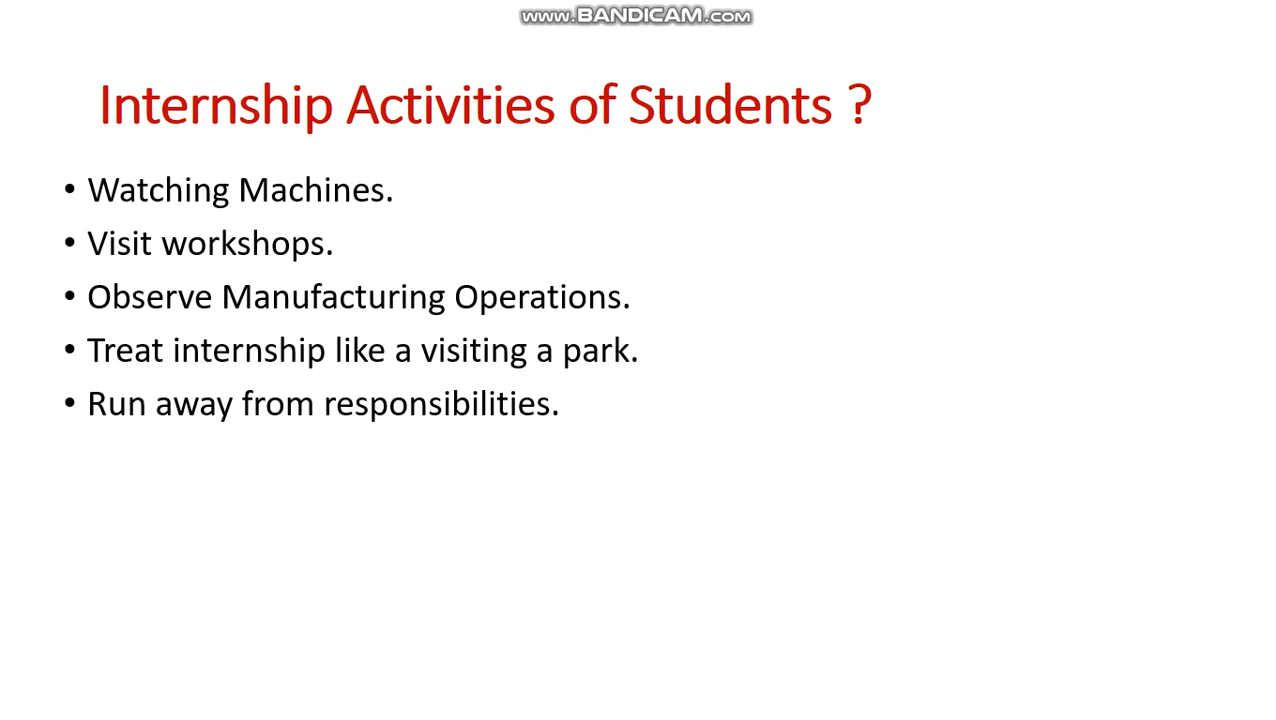 www.BANDICAM.com
Internship Activities of Students ?
• Watching Machines.
• Visit workshops.
• Observe Manufacturing Operations.
• Treat internship like a visiting a park.
• Run away from responsibilities.